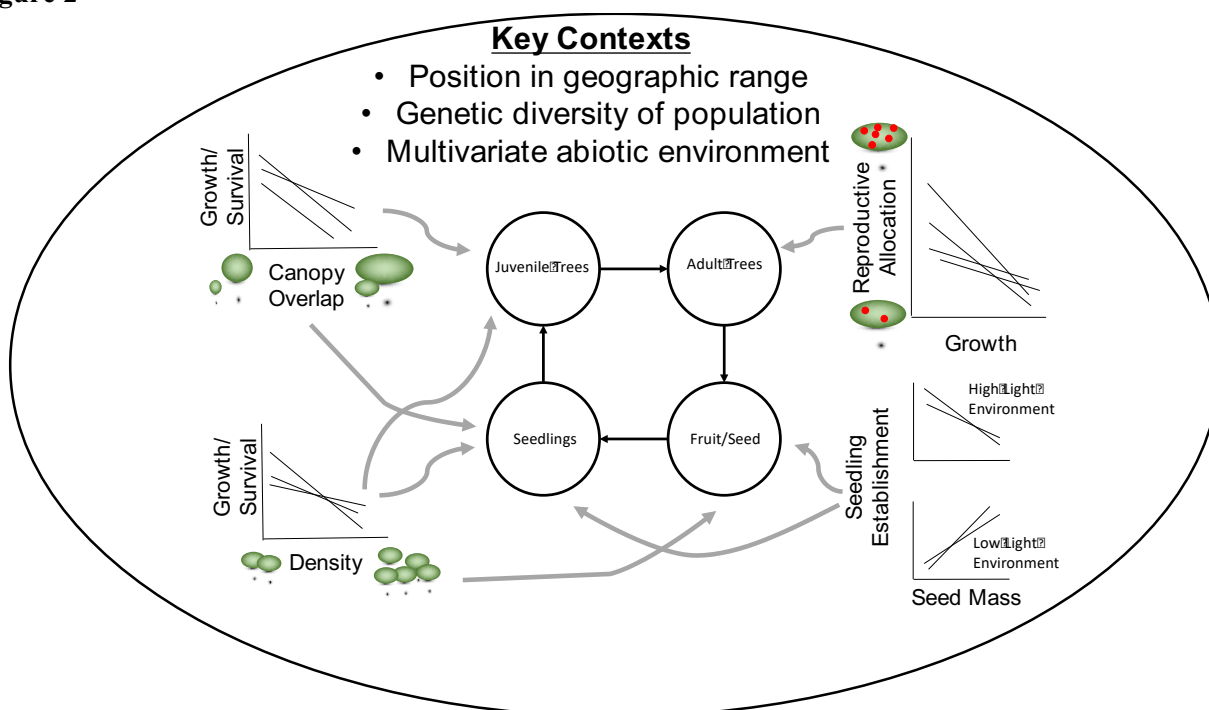 Key Contexts
• Position in geographic range
• Genetic diversity of population
• Multivariate abiotic environment
Growth/
Survival
Canopy
Overlap
Reproductive
Allocation
Growth
Juvenile Trees
Adult Trees
Seedlings
Fruit/Seed
Growth/
Survival
Density
Seedling
Establishment
High Light
Environment
Low Light
Environment
Seed Mass